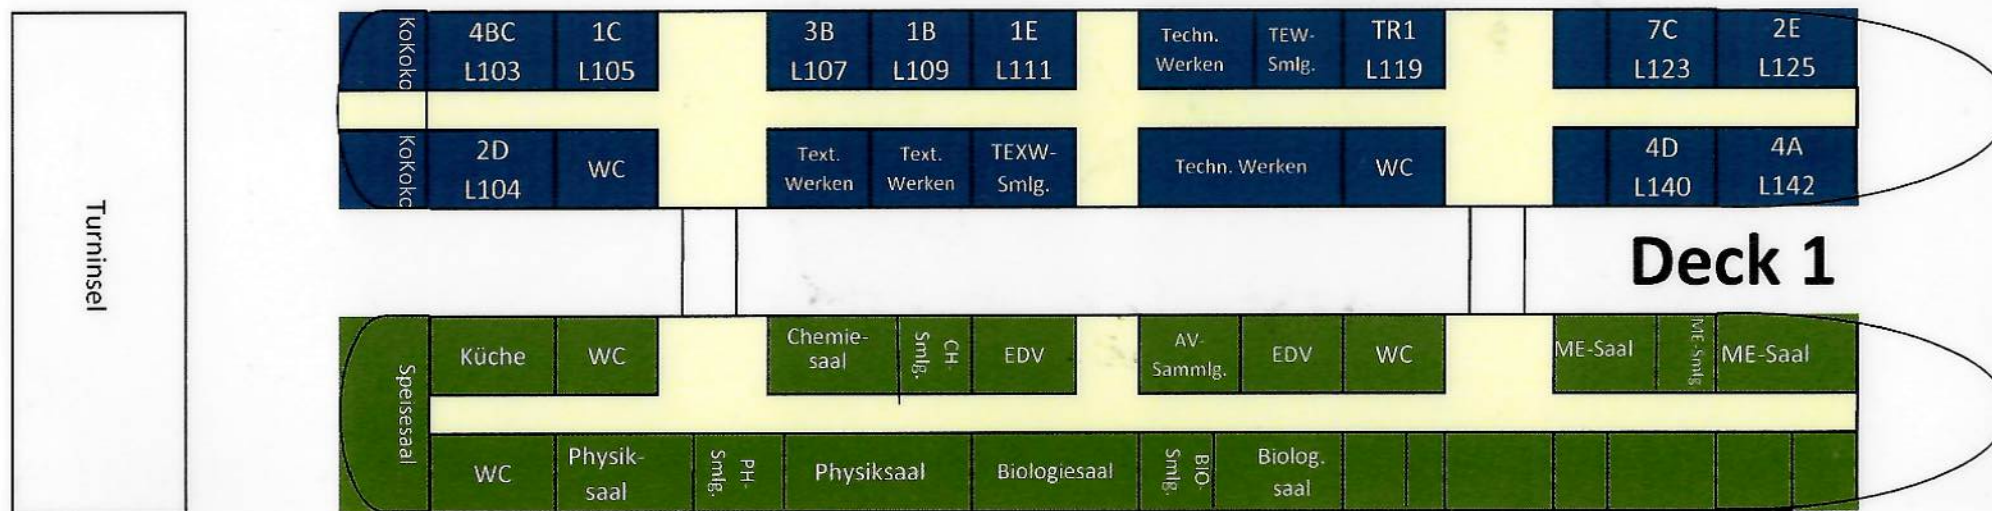 Turninsel
KoKoko
4BC
L103
1C
L105
3B
L107
1B
L109
1E
L111
Techn.
Werken
TEW-
Smlg.
TR1
L119
7C
L123
2E
L125
KoKoko
2D
L104
WC
Text.
Werken
Text.
Werken
TEXW-
Smlg.
Techn. Werken
WC
4D
L140
4A
L142
Deck 1
Speisesaal
Küche
WC
Chemie-
saal
CH-
Smlg.
EDV
AV-
Sammlg.
EDV
WC
ME-Saal
ME-Smlg
ME-Saal
WC
Physik-
saal
PH-
Smlg.
Physiksaal
Biologiesaal
BIO-
Smlg.
Biolog.
saal